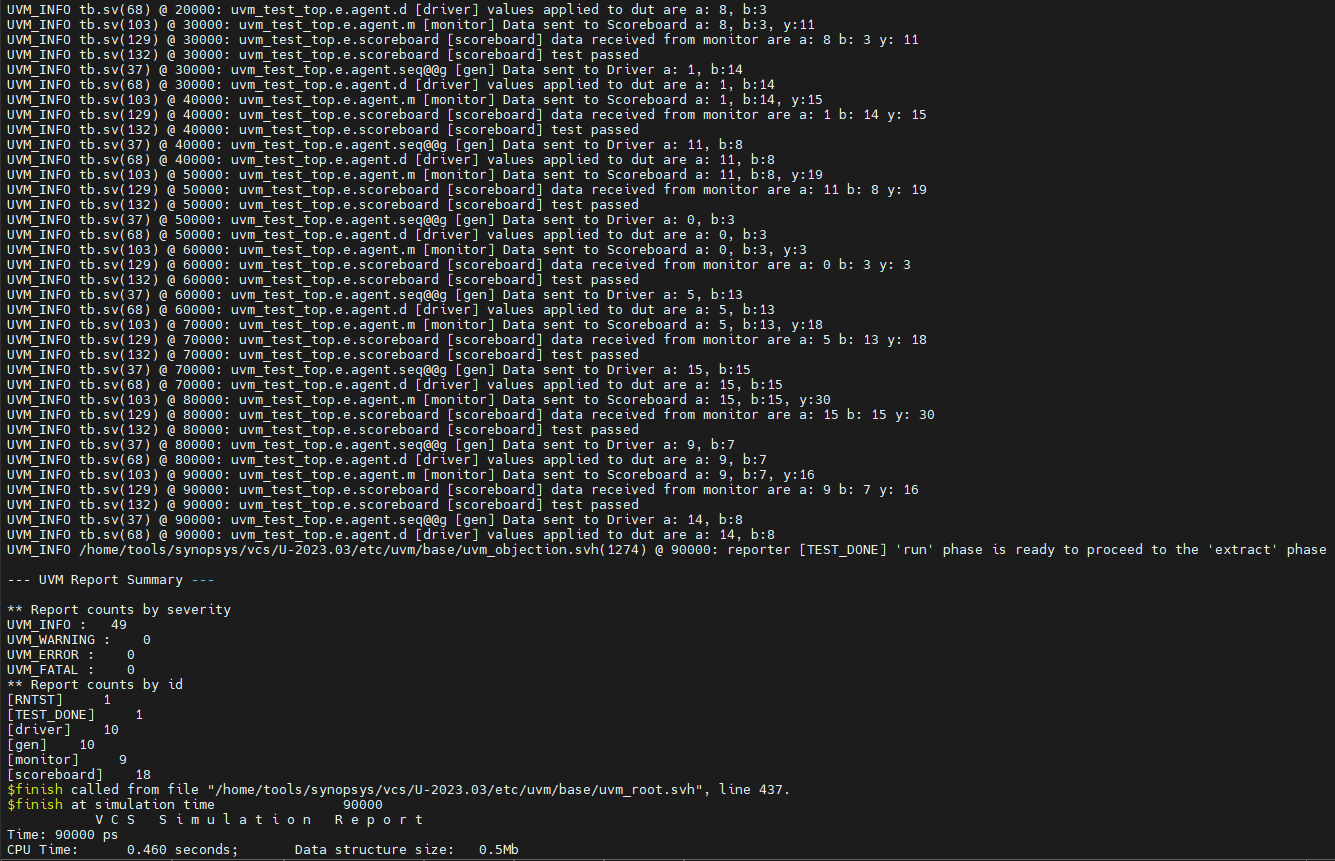 UVM_INFO tb.sv(68) @ 20000: uvm_test_top.e.agent.d [driver] values applied to dut are a: 8, b:3
UVM_INFO tb.sv(103) @ 30000: uvm_test_top.e.agent.m [monitor] Data sent to Scoreboard a: 8, b:3, y:11
UVM_INFO tb.sv(129) @ 30000: uvm_test_top.e.scoreboard [scoreboard] data received from monitor are a: 8 b: 3 y: 11
UVM_INFO tb.sv(132) @ 30000: uvm_test_top.e.scoreboard [scoreboard] test passed
UVM_INFO tb.sv(37) @ 30000: uvm_test_top.e.agent.seq@@g [gen] Data sent to Driver a: 1, b:14
UVM_INFO tb.sv(68) @ 30000: uvm_test_top.e.agent.d [driver] values applied to dut are a: 1, b:14
UVM_INFO tb.sv(103) @ 40000: uvm_test_top.e.agent.m [monitor] Data sent to Scoreboard a: 1, b:14, y:15
UVM_INFO tb.sv(129) @ 40000: uvm_test_top.e.scoreboard [scoreboard] data received from monitor are a: 1 b: 14 y: 15
UVM_INFO tb.sv(132) @ 40000: uvm_test_top.e.scoreboard [scoreboard] test passed
UVM_INFO tb.sv(37) @ 40000: uvm_test_top.e.agent.seq@@g [gen] Data sent to Driver a: 11, b:8
UVM_INFO tb.sv(68) @ 40000: uvm_test_top.e.agent.d [driver] values applied to dut are a: 11, b:8
UVM_INFO tb.sv(103) @ 50000: uvm_test_top.e.agent.m [monitor] Data sent to Scoreboard a: 11, b:8, y:19
UVM_INFO tb.sv(129) @ 50000: uvm_test_top.e.scoreboard [scoreboard] data received from monitor are a: 11 b: 8 y: 19
UVM_INFO tb.sv(132) @ 50000: uvm_test_top.e.scoreboard [scoreboard] test passed
UVM_INFO tb.sv(37) @ 50000: uvm_test_top.e.agent.seq@@g [gen] Data sent to Driver a: 0, b:3
UVM_INFO tb.sv(68) @ 50000: uvm_test_top.e.agent.d [driver] values applied to dut are a: 0, b:3
UVM_INFO tb.sv(103) @ 60000: uvm_test_top.e.agent.m [monitor] Data sent to Scoreboard a: 0, b:3, y:3
UVM_INFO tb.sv(129) @ 60000: uvm_test_top.e.scoreboard [scoreboard] data received from monitor are a: 0 b: 3 y: 3
UVM_INFO tb.sv(132) @ 60000: uvm_test_top.e.scoreboard [scoreboard] test passed
UVM_INFO tb.sv(37) @ 60000: uvm_test_top.e.agent.seq@@g [gen] Data sent to Driver a: 5, b:13
UVM_INFO tb.sv(68) @ 60000: uvm_test_top.e.agent.d [driver] values applied to dut are a: 5, b:13
UVM_INFO tb.sv(103) @ 70000: uvm_test_top.e.agent.m [monitor] Data sent to Scoreboard a: 5, b:13, y:18
UVM_INFO tb.sv(129) @ 70000: uvm_test_top.e.scoreboard [scoreboard] data received from monitor are a: 5 b: 13 y: 18
UVM_INFO tb.sv(132) @ 70000: uvm_test_top.e.scoreboard [scoreboard] test passed
UVM_INFO tb.sv(37) @ 70000: uvm_test_top.e.agent.seq@@g [gen] Data sent to Driver a: 15, b:15
UVM_INFO tb.sv(68) @ 70000: uvm_test_top.e.agent.d [driver] values applied to dut are a: 15, b:15
UVM_INFO tb.sv(103) @ 80000: uvm_test_top.e.agent.m [monitor] Data sent to Scoreboard a: 15, b:15, y:30
UVM_INFO tb.sv(129) @ 80000: uvm_test_top.e.scoreboard [scoreboard] data received from monitor are a: 15 b: 15 y: 30
UVM_INFO tb.sv(132) @ 80000: uvm_test_top.e.scoreboard [scoreboard] test passed
UVM_INFO tb.sv(37) @ 80000: uvm_test_top.e.agent.seq@@g [gen] Data sent to Driver a: 9, b:7
UVM_INFO tb.sv(68) @ 80000: uvm_test_top.e.agent.d [driver] values applied to dut are a: 9, b:7
UVM_INFO tb.sv(103) @ 90000: uvm_test_top.e.agent.m [monitor] Data sent to Scoreboard a: 9, b:7, y:16
UVM_INFO tb.sv(129) @ 90000: uvm_test_top.e.scoreboard [scoreboard] data received from monitor are a: 9 b: 7 y: 16
UVM_INFO tb.sv(132) @ 90000: uvm_test_top.e.scoreboard [scoreboard] test passed
UVM_INFO tb.sv(37) @ 90000: uvm_test_top.e.agent.seq@@g [gen] Data sent to Driver a: 14, b:8
UVM_INFO tb.sv(68) @ 90000: uvm_test_top.e.agent.d [driver] values applied to dut are a: 14, b:8
UVM_INFO /home/tools/synopsys/vcs/U-2023.03/etc/uvm/base/uvm_objection.svh(1274) @ 90000: reporter [TEST_DONE] 'run' phase is ready to proceed to the 'extract' phase
--- UVM Report Summary ---
** Report counts by severity
UVM_INFO : 49
UVM_WARNING : 0
UVM_ERROR : 0
UVM_FATAL : 0
** Report counts by id
[RNTST] 1
[TEST_DONE] 1
[driver] 10
[gen] 10
[monitor] 9
[scoreboard] 18
$finish called from file "/home/tools/synopsys/vcs/U-2023.03/etc/uvm/base/uvm_root.svh", line 437.
$finish at simulation time 90000
V C S S i m u l a t i o n R e p o r t
Time: 90000 ps
CPU Time: 0.460 seconds; Data structure size: 0.5Mb